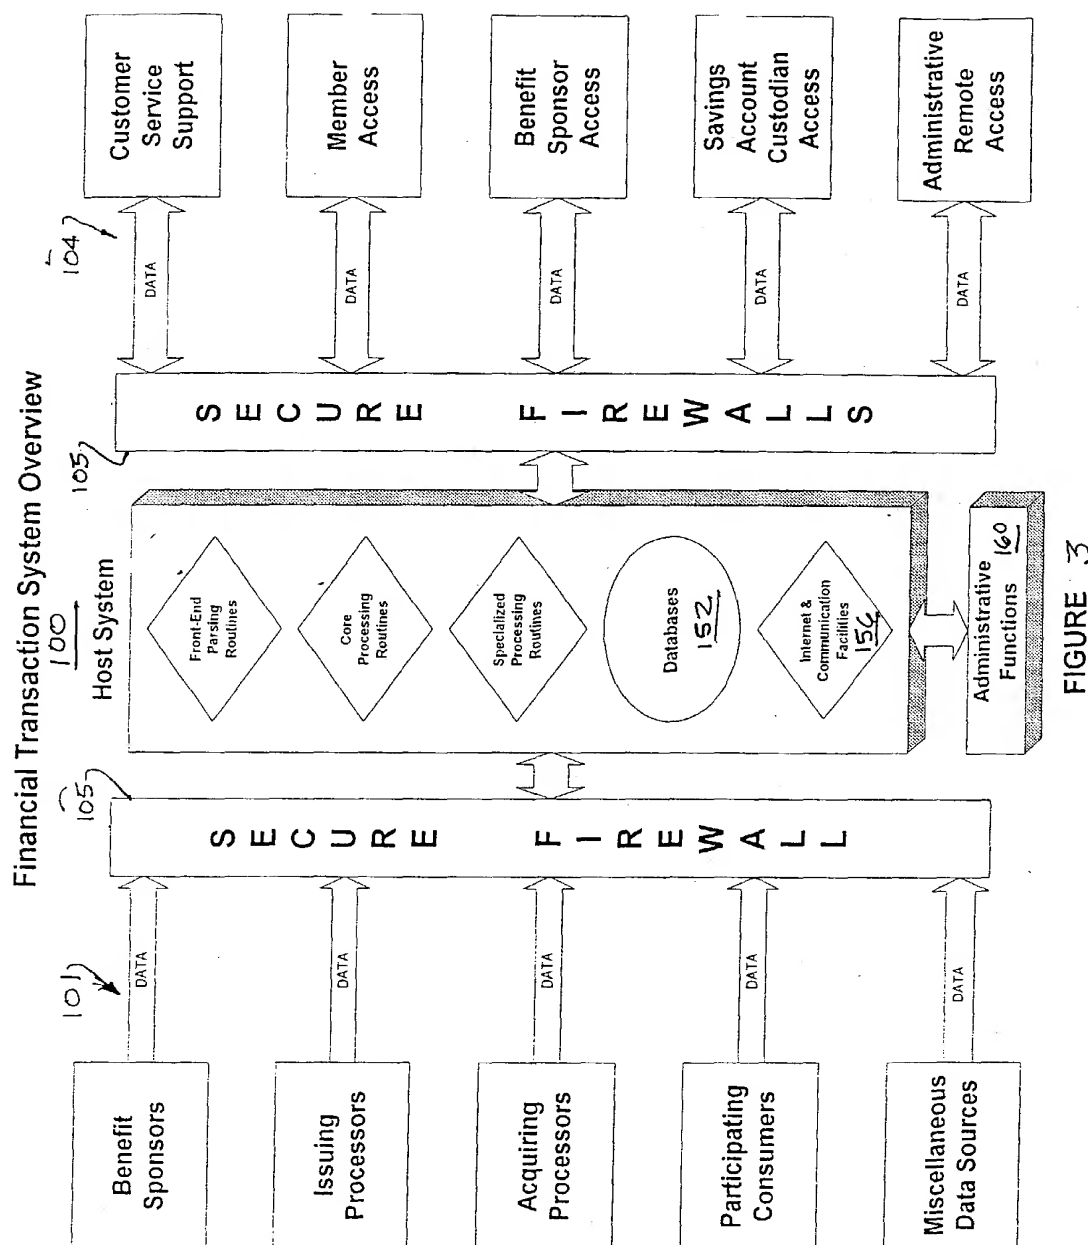 Financial Transaction System Overview
100
Host System
101
105
105
104
Benefit
Sponsors
Issuing
Processors
Acquiring
Processors
Participating
Consumers
Miscellaneous
Data Sources
DATA
DATA
DATA
DATA
DATA
SECURE FIREWALL
Front-End
Parsing
Routines
Core
Processing
Routines
Specialized
Processing
Routines
Databases
152
Internet &
Communication
Facilities
156
Administrative
Functions 160
SECURE FIREWALLS
DATA
DATA
DATA
DATA
DATA
Customer
Service
Support
Member
Access
Benefit
Sponsor
Access
Savings
Account
Custodian
Access
Administrative
Remote
Access
FIGURE 3